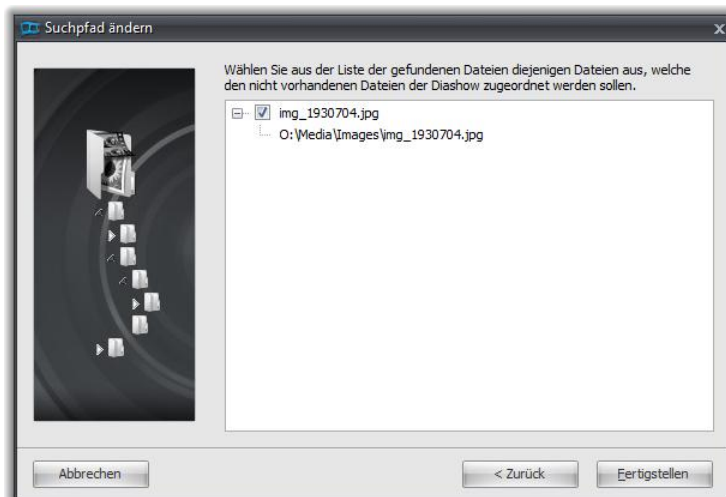 Suchpfad ändern
x
Wählen Sie aus der Liste der gefundenen Dateien diejenigen Dateien aus, welche
den nicht vorhandenen Dateien der Diashow zugeordnet werden sollen.
img_1930704.jpg
O:\Media\Images\img_1930704.jpg
Abbrechen
< Zurück
Fertigstellen